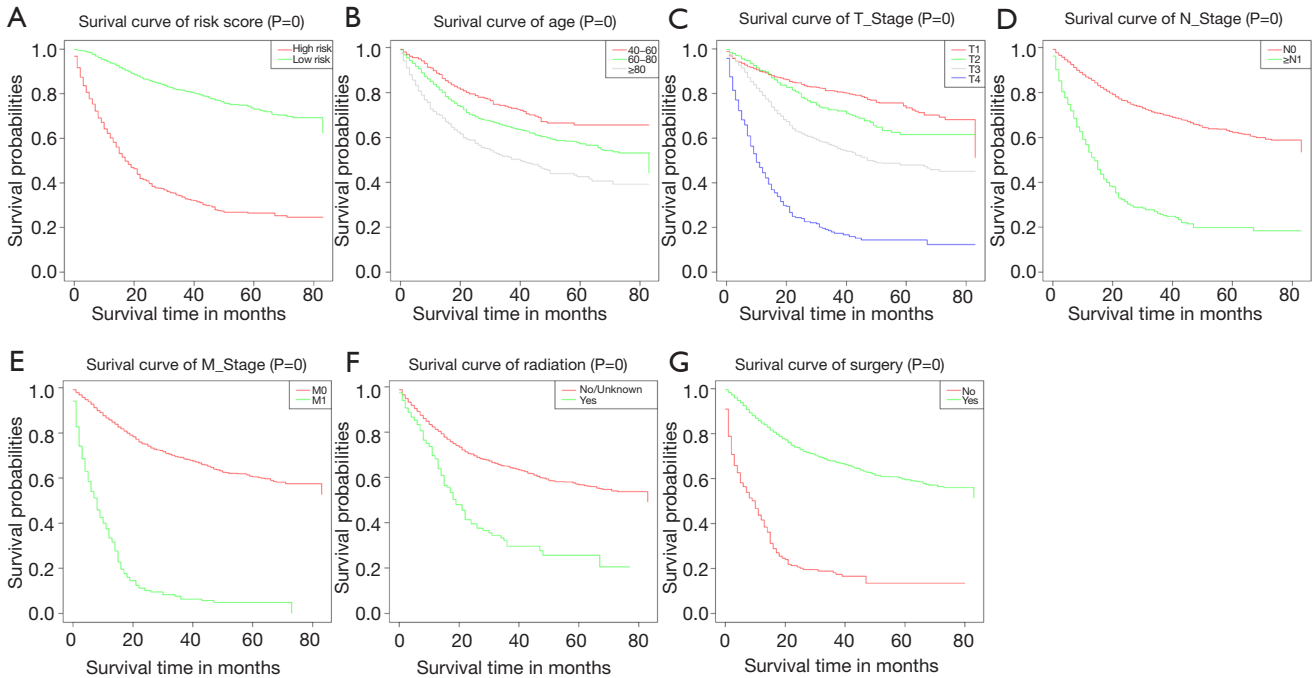 A
Surival curve of risk score (P=0)
High risk
Low risk
1.0
0.8
0.6
0.4
0.2
0.0
Survival probabilities
0 20 40 60 80
Survival time in months
B
Surival curve of age (P=0)
40–60
60–80
≥80
1.0
0.8
0.6
0.4
0.2
0.0
Survival probabilities
0 20 40 60 80
Survival time in months
C
Surival curve of T_Stage (P=0)
T1
T2
T3
T4
1.0
0.8
0.6
0.4
0.2
0.0
Survival probabilities
0 20 40 60 80
Survival time in months
D
Surival curve of N_Stage (P=0)
N0
≥N1
1.0
0.8
0.6
0.4
0.2
0.0
Survival probabilities
0 20 40 60 80
Survival time in months
E
Surival curve of M_Stage (P=0)
M0
M1
1.0
0.8
0.6
0.4
0.2
0.0
Survival probabilities
0 20 40 60 80
Survival time in months
F
Surival curve of radiation (P=0)
No/Unknown
Yes
1.0
0.8
0.6
0.4
0.2
0.0
Survival probabilities
0 20 40 60 80
Survival time in months
G
Surival curve of surgery (P=0)
No
Yes
1.0
0.8
0.6
0.4
0.2
0.0
Survival probabilities
0 20 40 60 80
Survival time in months